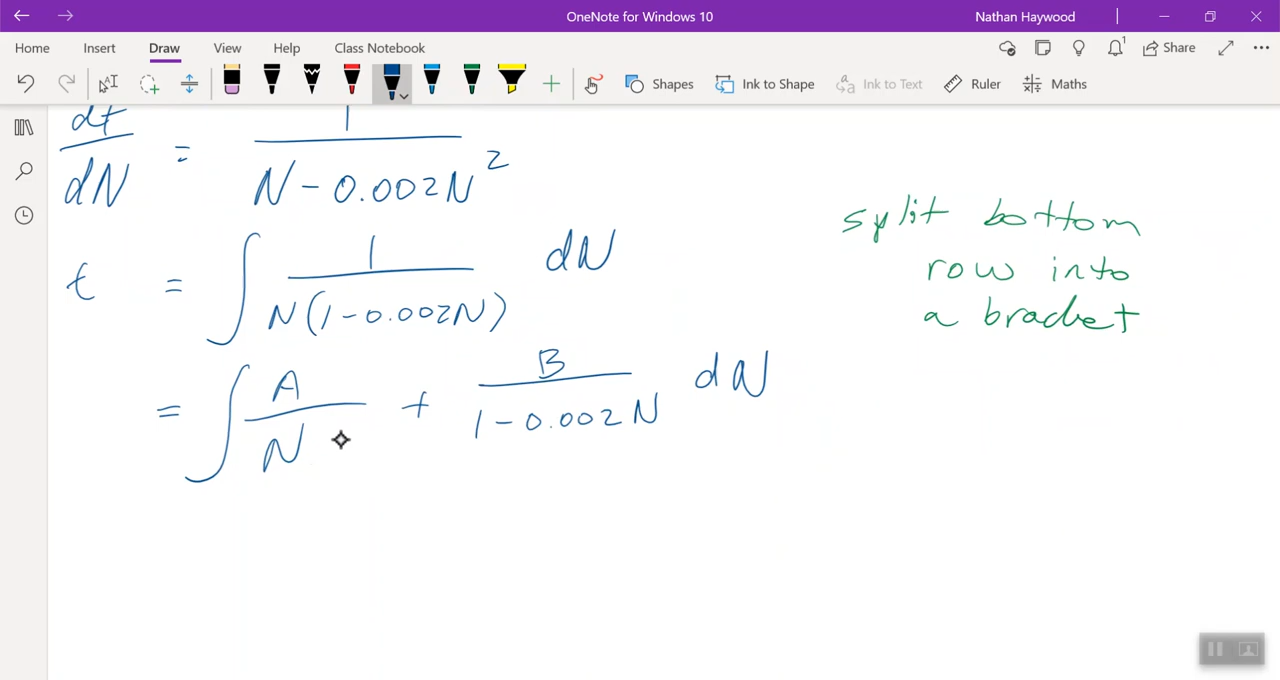 OneNote for Windows 10
Nathan Haywood
Home Insert Draw View Help Class Notebook
1
Share
Shapes Ink to Shape Ink to Text Ruler Maths
dt/dN = 1/(N - 0.002N²)
split bottom
row into
a bracket
t = ∫ 1/(N(1 - 0.002N)) dN
= ∫ A/N + B/(1 - 0.002N) dN